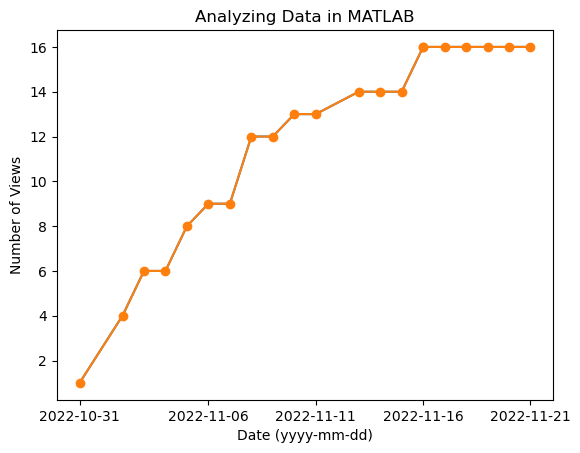 Analyzing Data in MATLAB
16
14
12
10
8
6
4
2
Number of Views
2022-10-31 2022-11-06 2022-11-11 2022-11-16 2022-11-21
Date (yyyy-mm-dd)